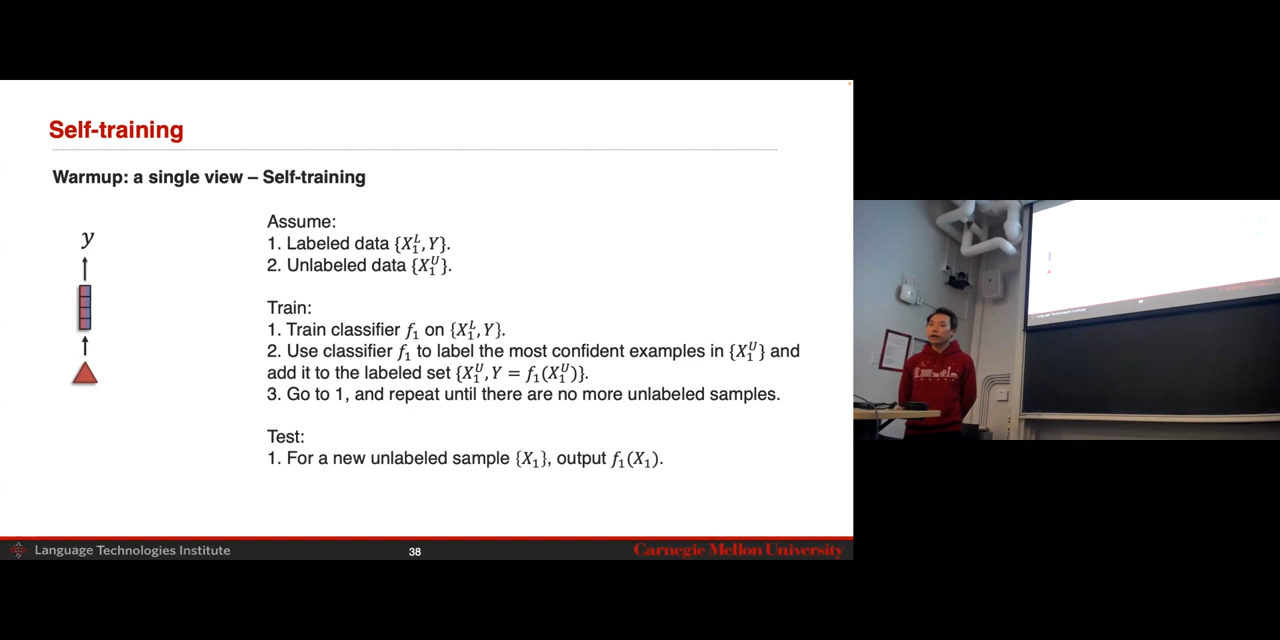 Self-training
Warmup: a single view – Self-training
y
Assume:
1. Labeled data {X₁ᴸ, Y}.
2. Unlabeled data {X₁ᵁ}.
Train:
1. Train classifier f₁ on {X₁ᴸ, Y}.
2. Use classifier f₁ to label the most confident examples in {X₁ᵁ} and
add it to the labeled set {X₁ᵁ, Y = f₁(X₁ᵁ)}.
3. Go to 1, and repeat until there are no more unlabeled samples.
Test:
1. For a new unlabeled sample {X₁}, output f₁(X₁).
Language Technologies Institute
38
Carnegie Mellon University